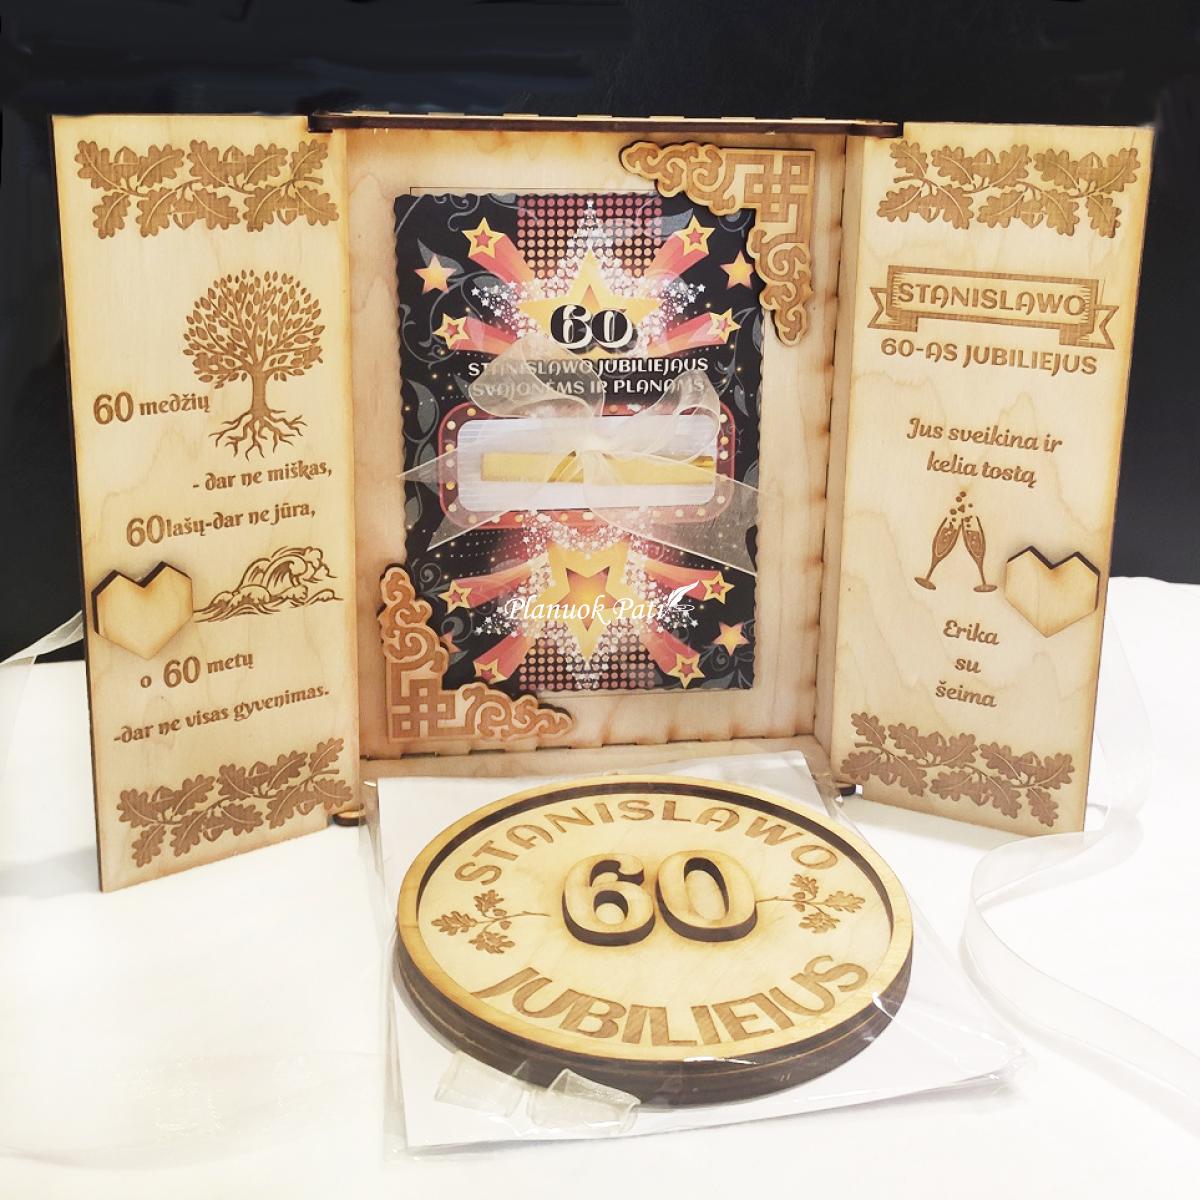 60 medžių
- dar ne miškas,
60 lašų-dar ne jūra,
o 60 metų
-dar ne visas gyvenimas.
60
STANISLAWO JUBILIEJAUS
SVAJONĖMS IR PLANAMS
Planuok Pati
STANISLAWO
60-AS JUBILIEJUS
Jus sveikina ir
kelia tostą
Erika
su
šeima
STANISLAWO
60
JUBILIEJUS